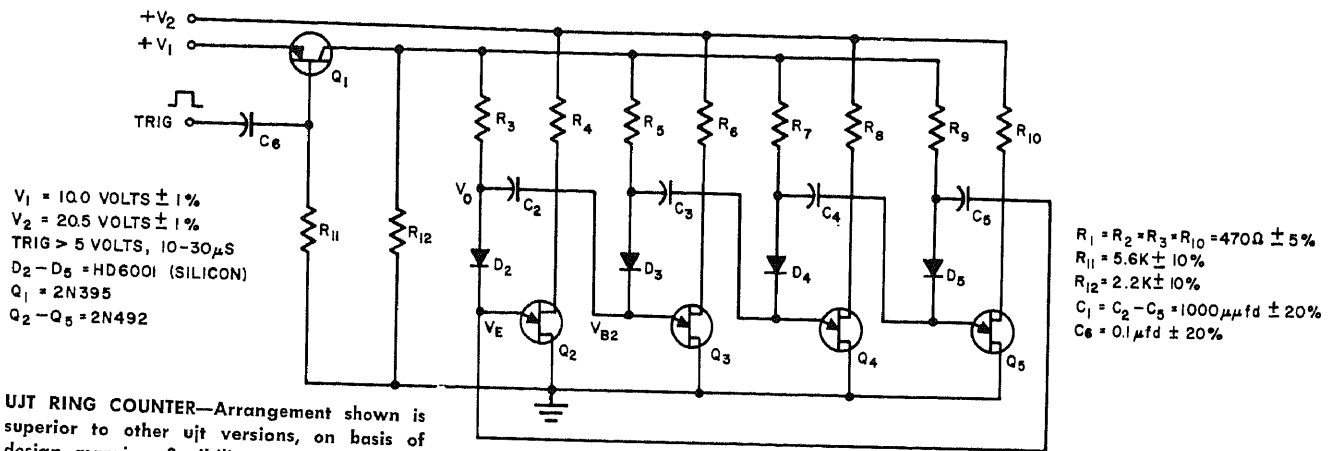 +V2
+V1
Q1
TRIG
C6
R3
R4
R5
R6
R7
R8
R9
R10
V0
C2
C3
C4
C5
R11
R12
D2
D3
D4
D5
VE
VB2
Q2
Q3
Q4
Q5
V1 = 10.0 VOLTS ± 1%
V2 = 20.5 VOLTS ± 1%
TRIG > 5 VOLTS, 10-30μS
D2-D5 = HD6001 (SILICON)
Q1 = 2N395
Q2-Q5 = 2N492
R1 = R2 = R3 = R10 = 470Ω ± 5%
R11 = 5.6K ± 10%
R12 = 2.2K ± 10%
C1 = C2-C5 = 1000μμfd ± 20%
C6 = 0.1μfd ± 20%
UJT RING COUNTER—Arrangement shown is
superior to other ujt versions, on basis of